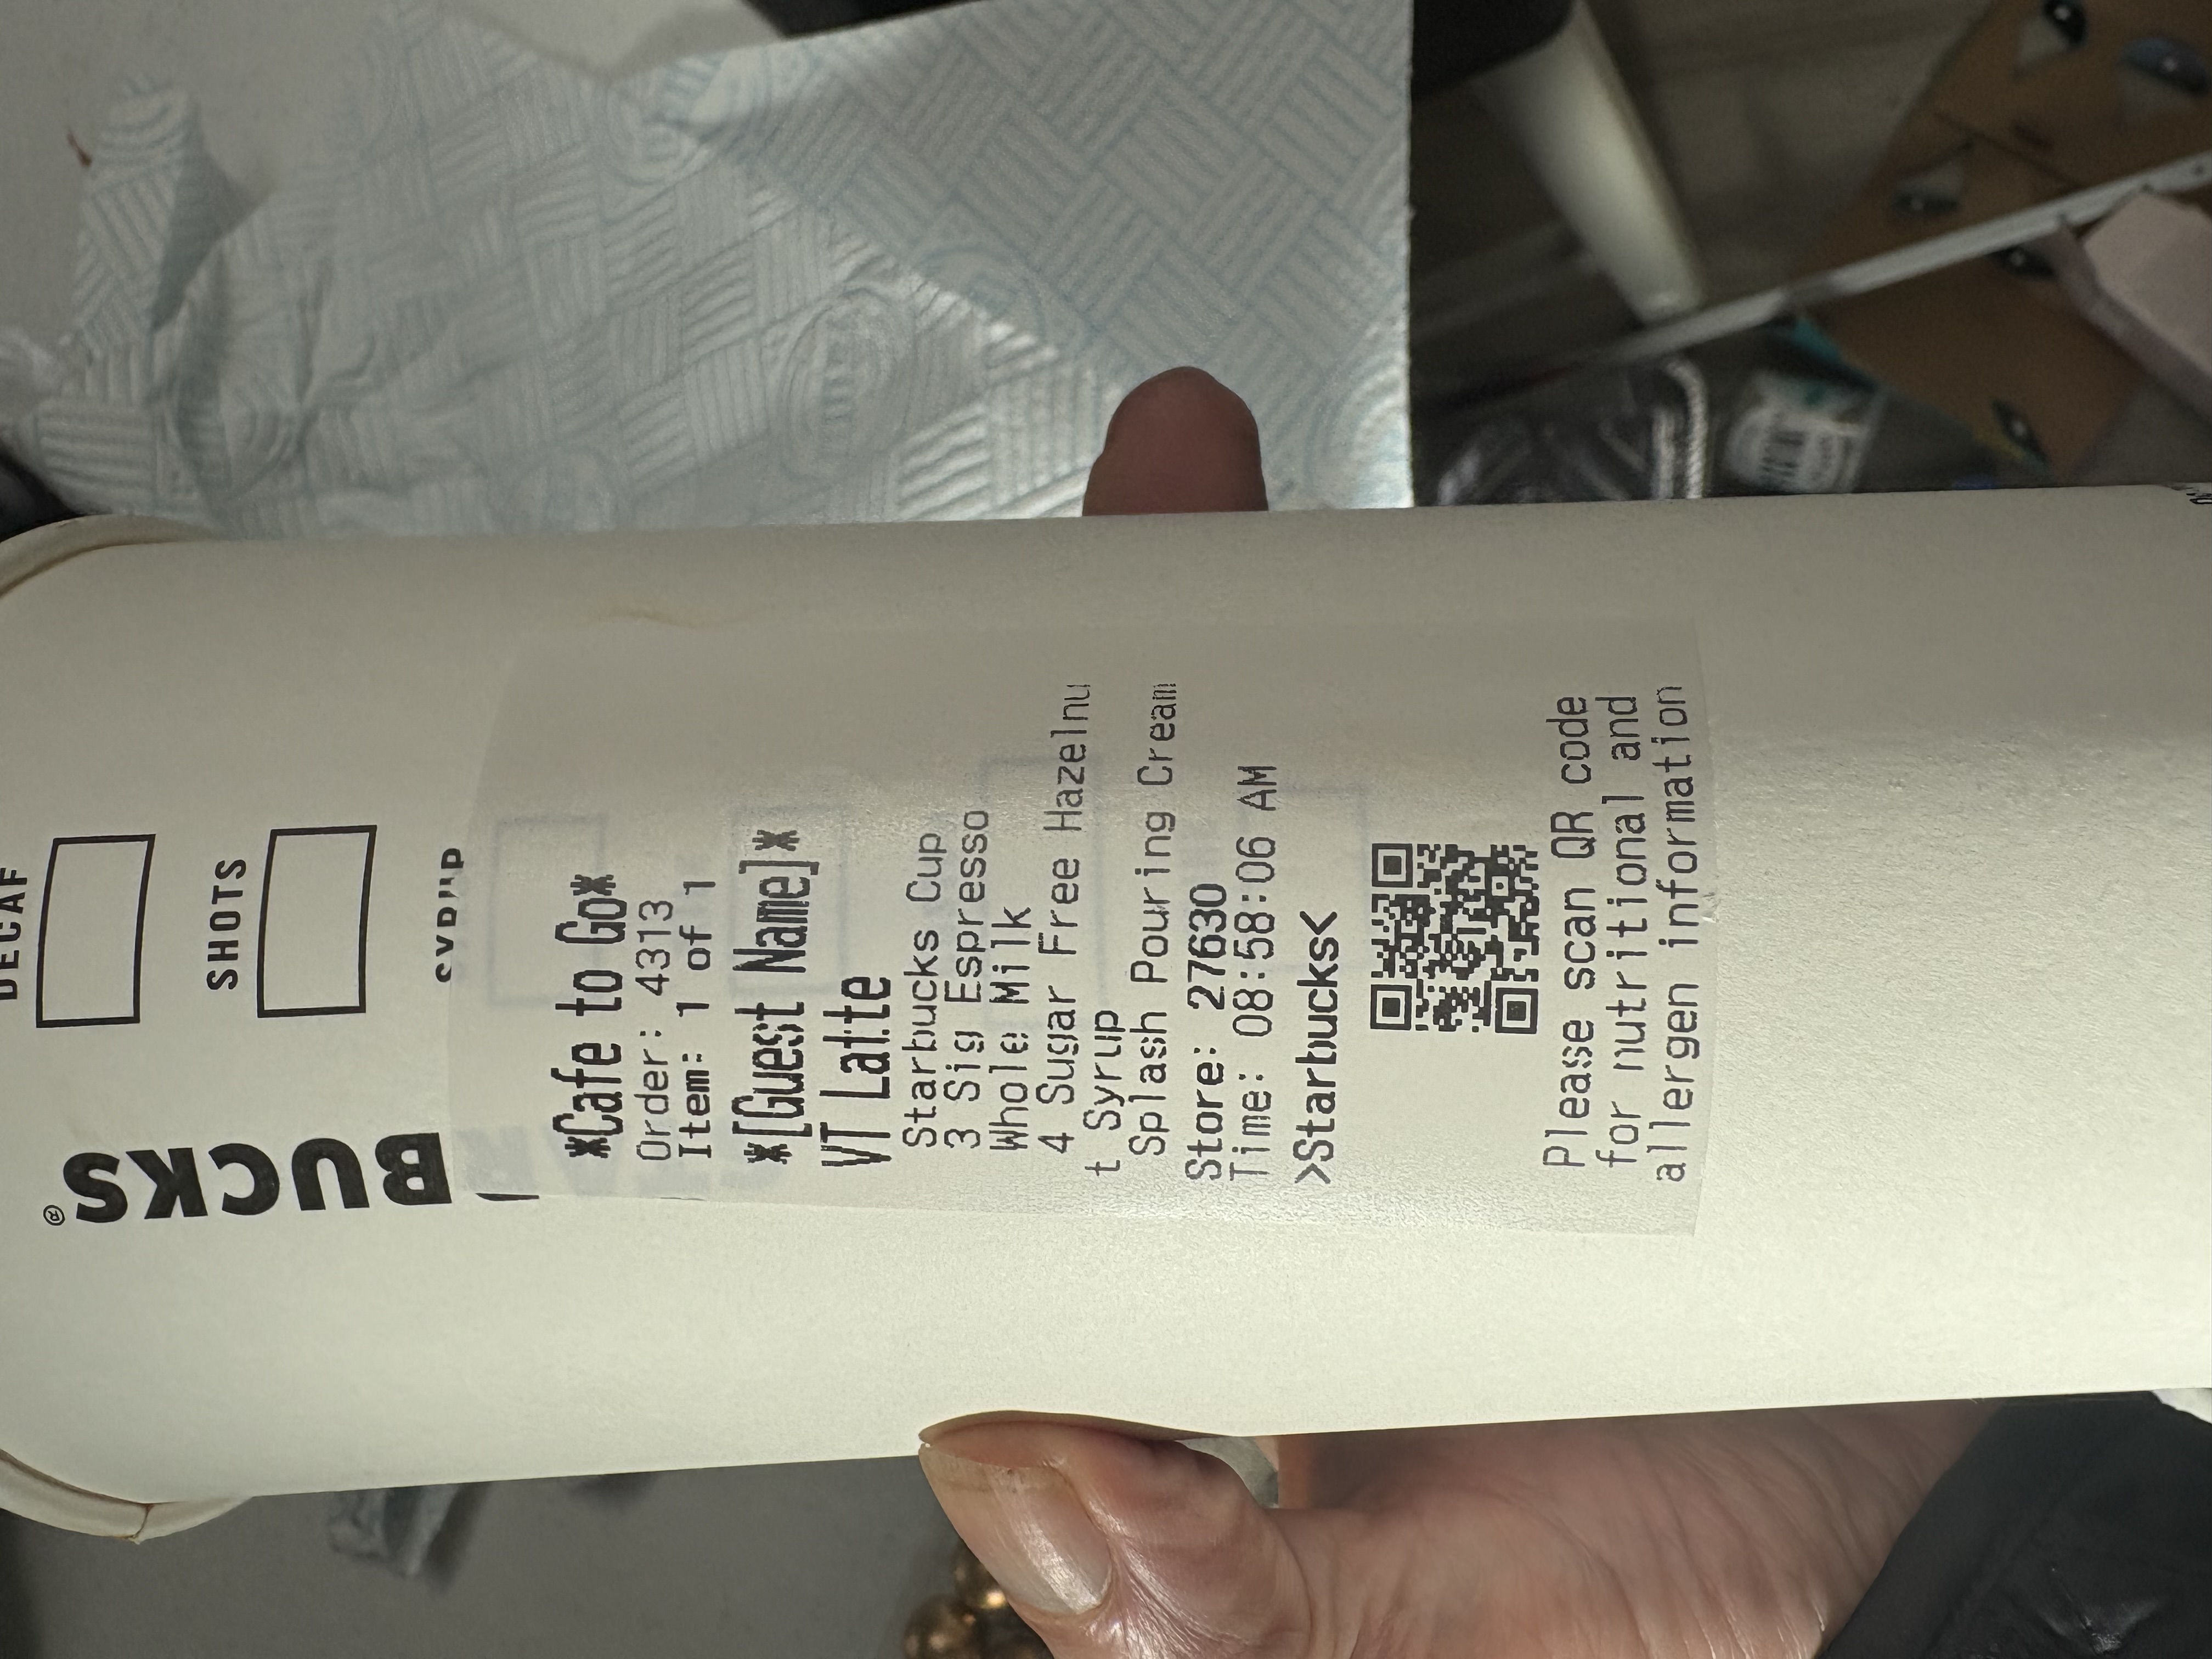 DECAF
SHOTS
SYRUP
BUCKS®
*Cafe to Go*
Order: 4313
Item: 1 of 1
*[Guest Name]*
VT Latte
Starbucks Cup
3 Sig Espresso
Whole Milk
4 Sugar Free Hazelnu
t Syrup
Splash Pouring Cream
Store: 27630
Time: 08:58:06 AM
>Starbucks<
Please scan QR code
for nutritional and
allergen information